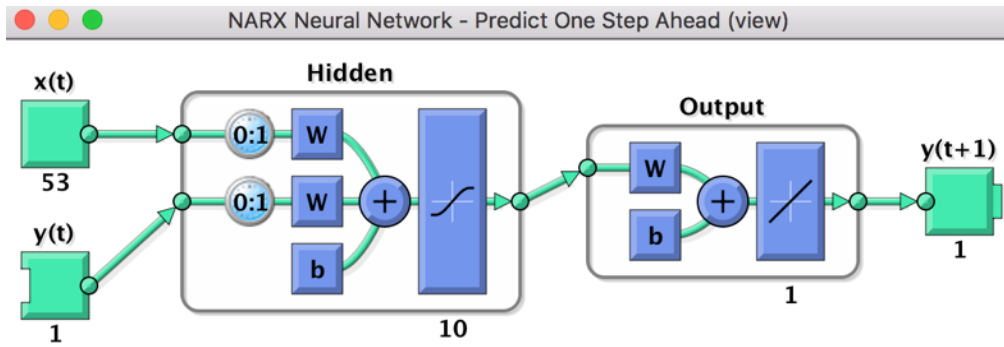 NARX Neural Network - Predict One Step Ahead (view)
Hidden
x(t)
0:1
W
53
y(t)
0:1
W
b
1
10
Output
W
b
1
y(t+1)
1